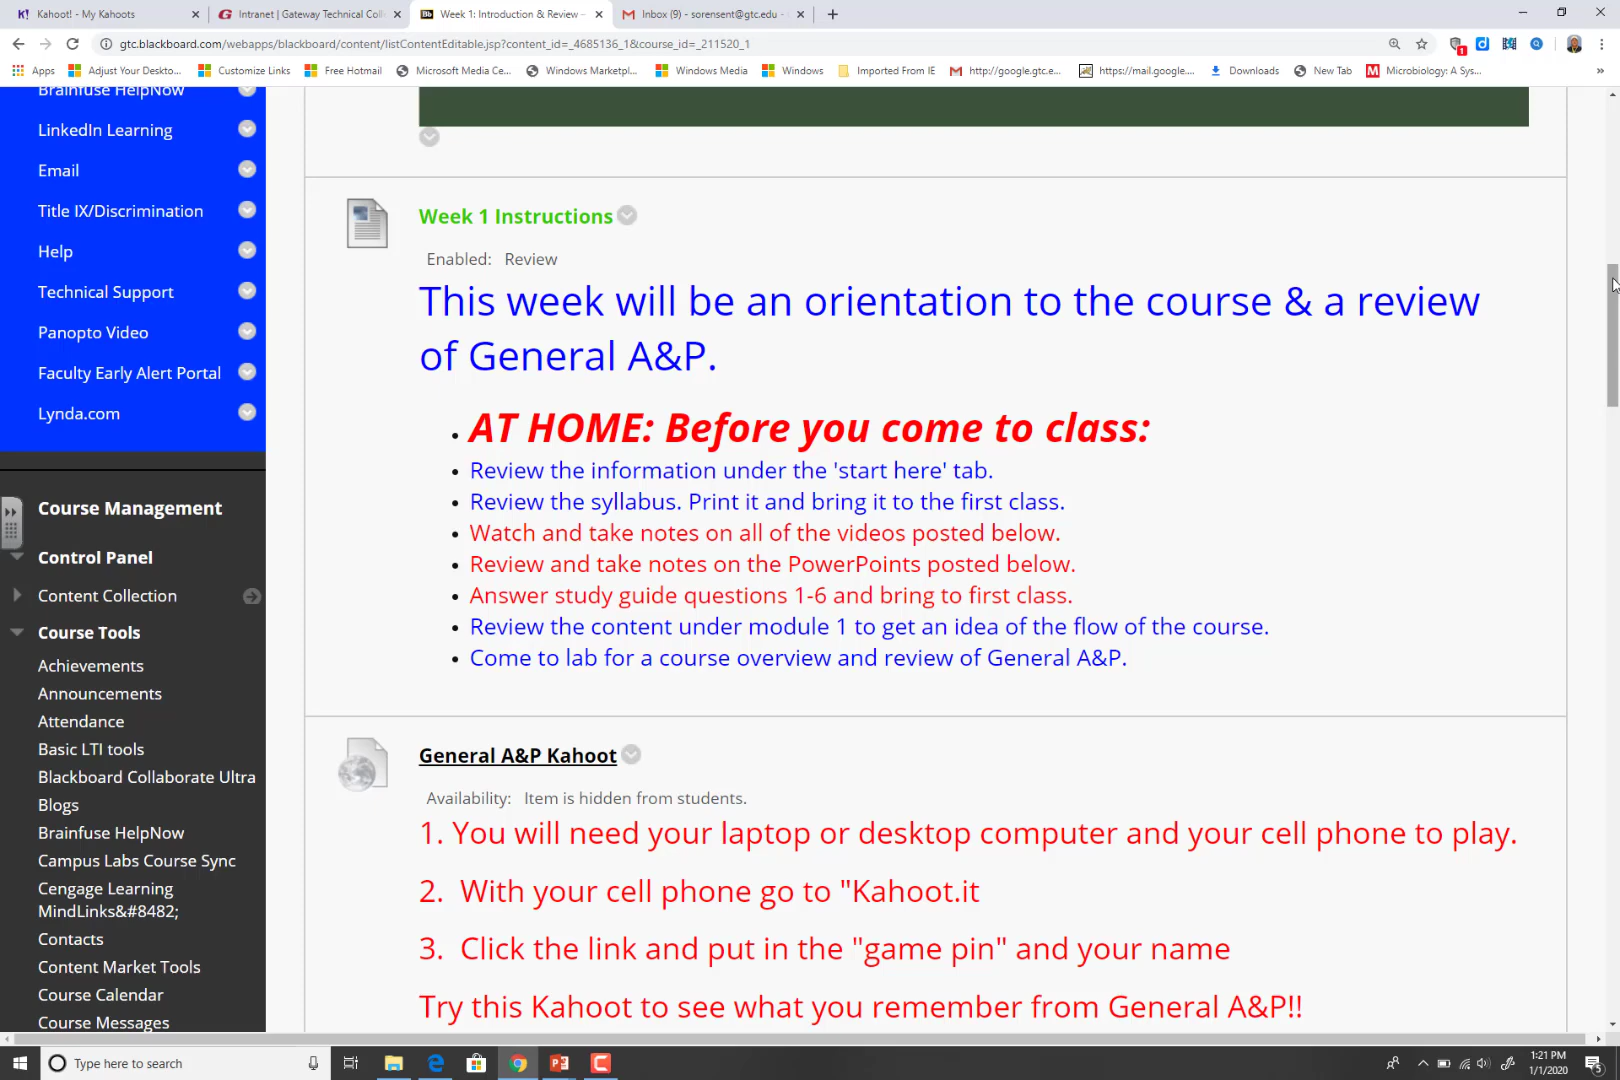 Kahoot! - My Kahoots
Intranet | Gateway Technical Coll
Week 1: Introduction & Review –
Inbox (9) - sorensent@gtc.edu -
gtc.blackboard.com/webapps/blackboard/content/listContentEditable.jsp?content_id=_4685136_1&course_id=_211520_1
Apps
Adjust Your Deskto...
Customize Links
Free Hotmail
Microsoft Media Ce...
Windows Marketpl...
Windows Media
Windows
Imported From IE
http://google.gtc.e...
https://mail.google....
Downloads
New Tab
Microbiology: A Sys...
Brainfuse HelpNow
LinkedIn Learning
Email
Title IX/Discrimination
Help
Technical Support
Panopto Video
Faculty Early Alert Portal
Lynda.com
Course Management
Control Panel
Content Collection
Course Tools
Achievements
Announcements
Attendance
Basic LTI tools
Blackboard Collaborate Ultra
Blogs
Brainfuse HelpNow
Campus Labs Course Sync
Cengage Learning
MindLinks&#8482;
Contacts
Content Market Tools
Course Calendar
Course Messages
Week 1 Instructions
Enabled: Review
This week will be an orientation to the course & a review
of General A&P.
• AT HOME: Before you come to class:
• Review the information under the 'start here' tab.
• Review the syllabus. Print it and bring it to the first class.
• Watch and take notes on all of the videos posted below.
• Review and take notes on the PowerPoints posted below.
• Answer study guide questions 1-6 and bring to first class.
• Review the content under module 1 to get an idea of the flow of the course.
• Come to lab for a course overview and review of General A&P.
General A&P Kahoot
Availability: Item is hidden from students.
1. You will need your laptop or desktop computer and your cell phone to play.
2. With your cell phone go to "Kahoot.it
3. Click the link and put in the "game pin" and your name
Try this Kahoot to see what you remember from General A&P!!
Type here to search
1:21 PM
1/1/2020